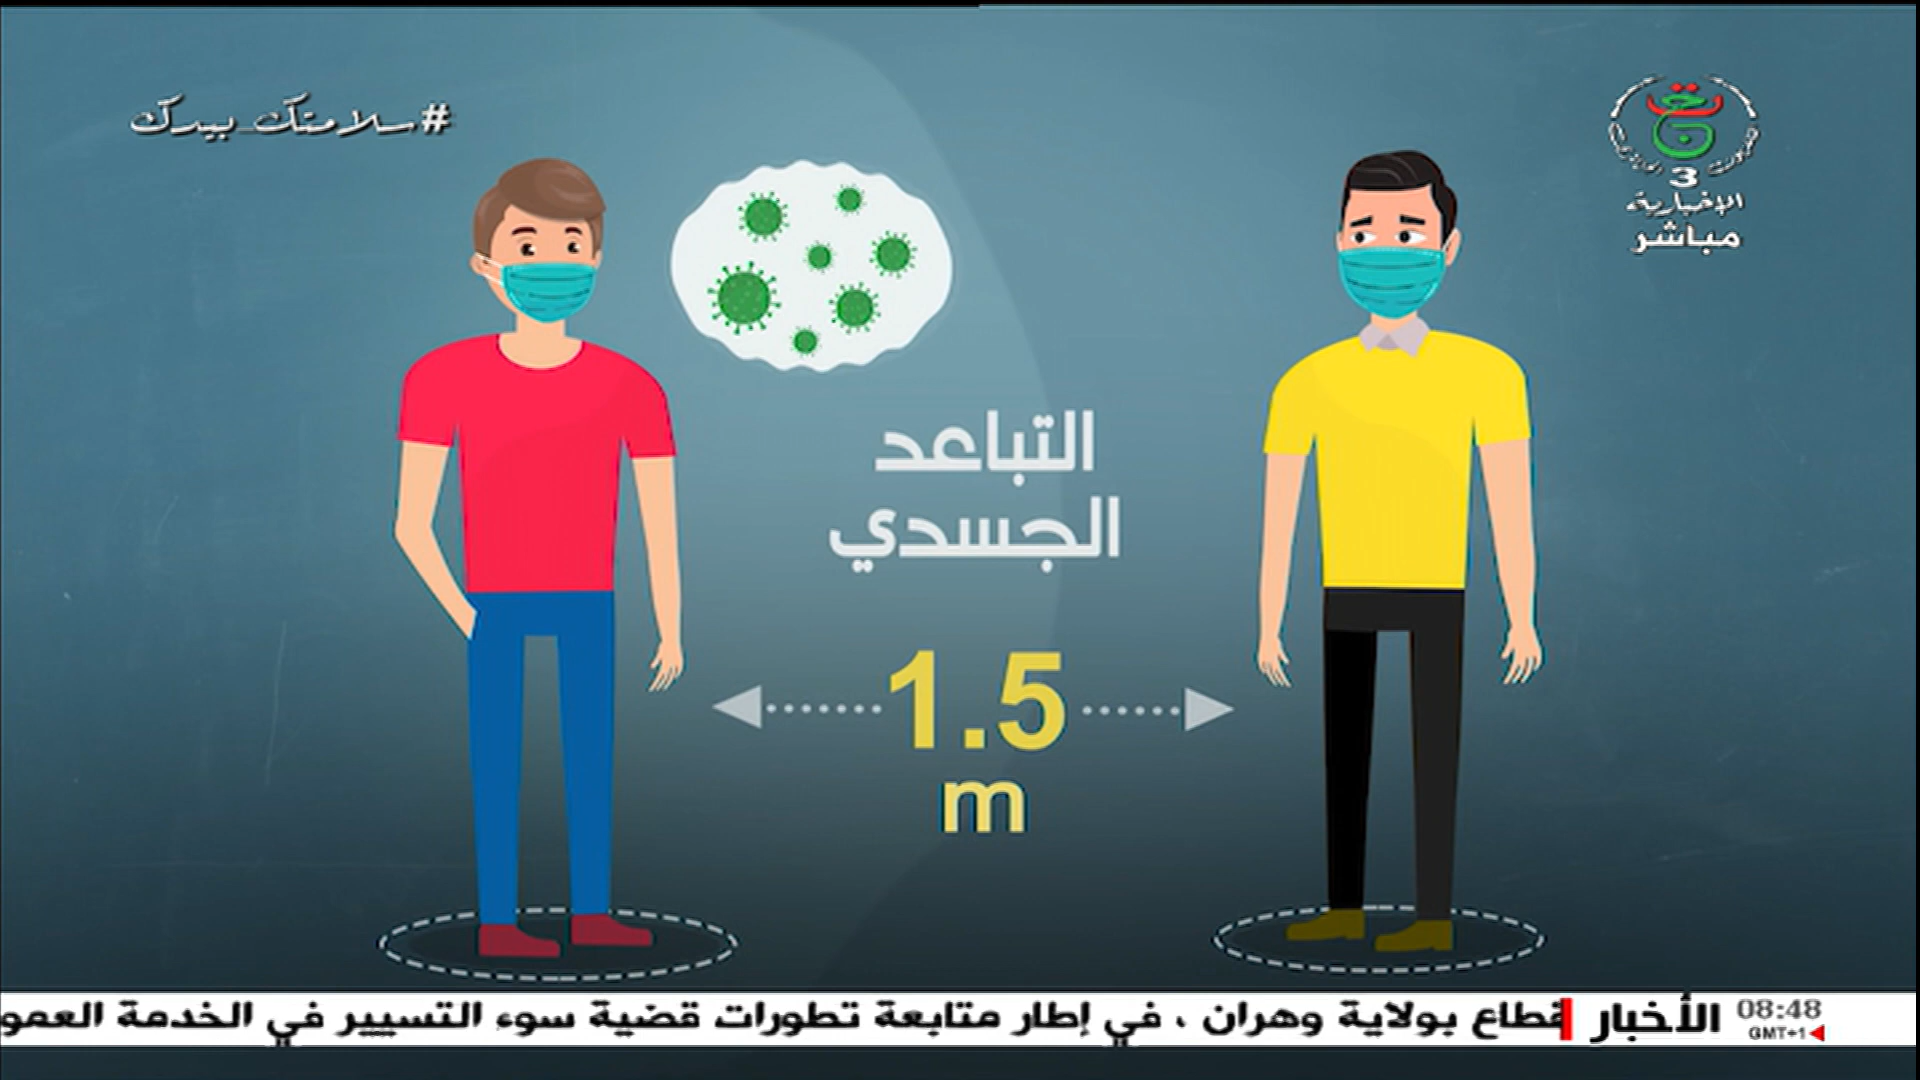 #سلامتك_بيدك
3
الإخبارية
مباشر
التباعد
الجسدي
1.5
m
الأخبار
قطاع بولاية وهران ، في إطار متابعة تطورات قضية سوء التسيير في الخدمة العمو
08:48
GMT+1